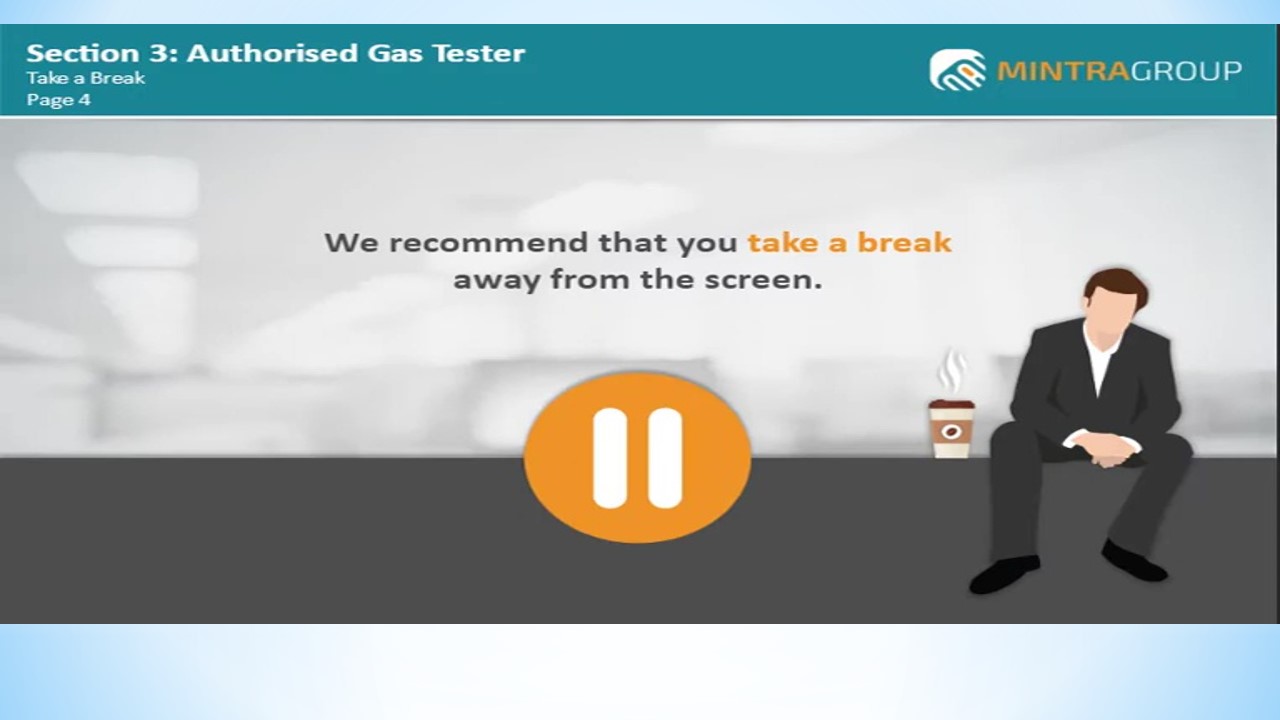 Section 3: Authorised Gas Tester
Take a Break
Page 4
MINTRAGROUP
We recommend that you take a break
away from the screen.